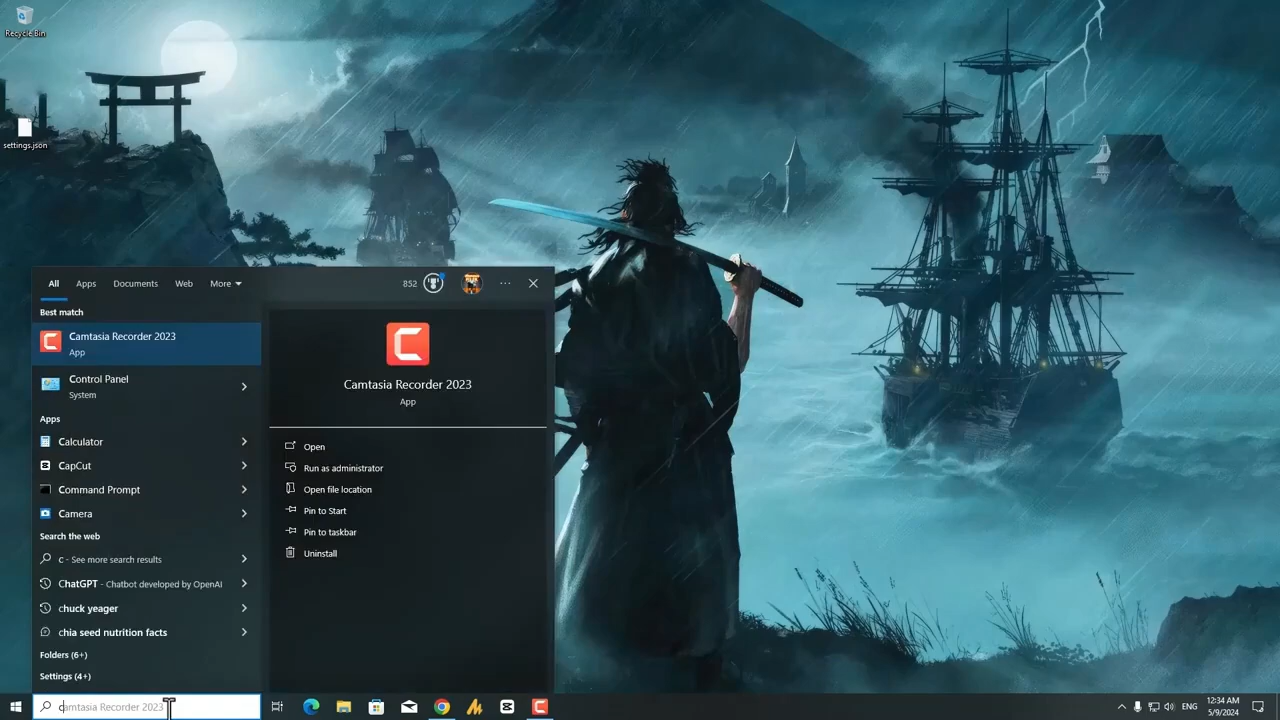 Recycle Bin
settings.json
All
Apps
Documents
Web
More
852
Best match
Camtasia Recorder 2023
App
Control Panel
System
Apps
Calculator
CapCut
Command Prompt
Camera
Search the web
c - See more search results
ChatGPT - Chatbot developed by OpenAI
chuck yeager
chia seed nutrition facts
Folders (6+)
Settings (4+)
Camtasia Recorder 2023
App
Open
Run as administrator
Open file location
Pin to Start
Pin to taskbar
Uninstall
camtasia Recorder 2023
ENG
12:34 AM
5/9/2024